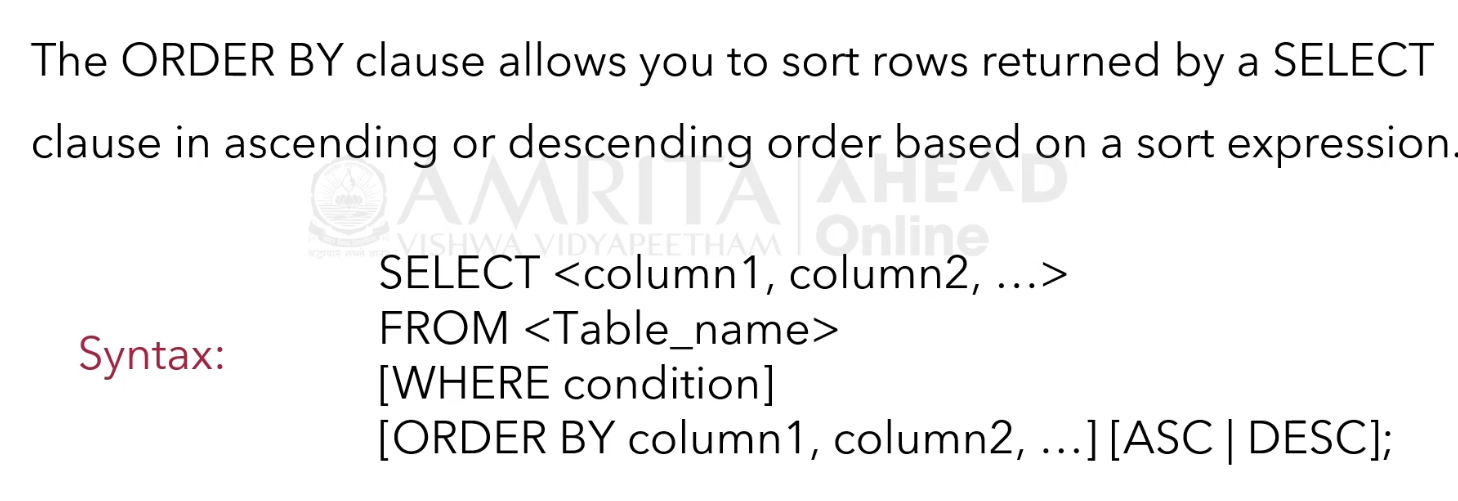 The ORDER BY clause allows you to sort rows returned by a SELECT
clause in ascending or descending order based on a sort expression.
AMRITA AHEAD
VISHWA VIDYAPEETHAM Online
SELECT <column1, column2, ...>
FROM <Table_name>
Syntax:
[WHERE condition]
[ORDER BY column1, column2, ...] [ASC | DESC];